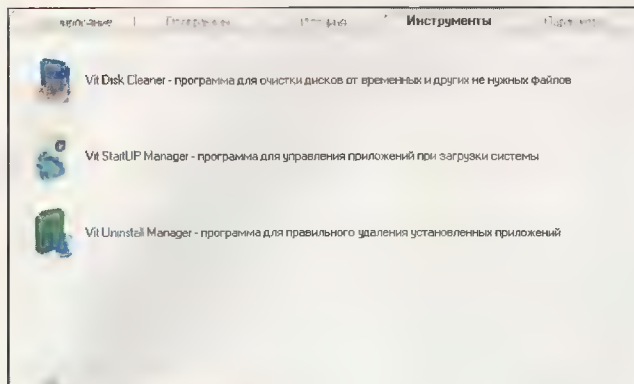 Инструменты
Vit Disk Cleaner - программа для очистки дисков от временных и других не нужных файлов
Vit StartUP Manager - программа для управления приложений при загрузки системы
Vit Uninstall Manager - программа для правильного удаления установленных приложений